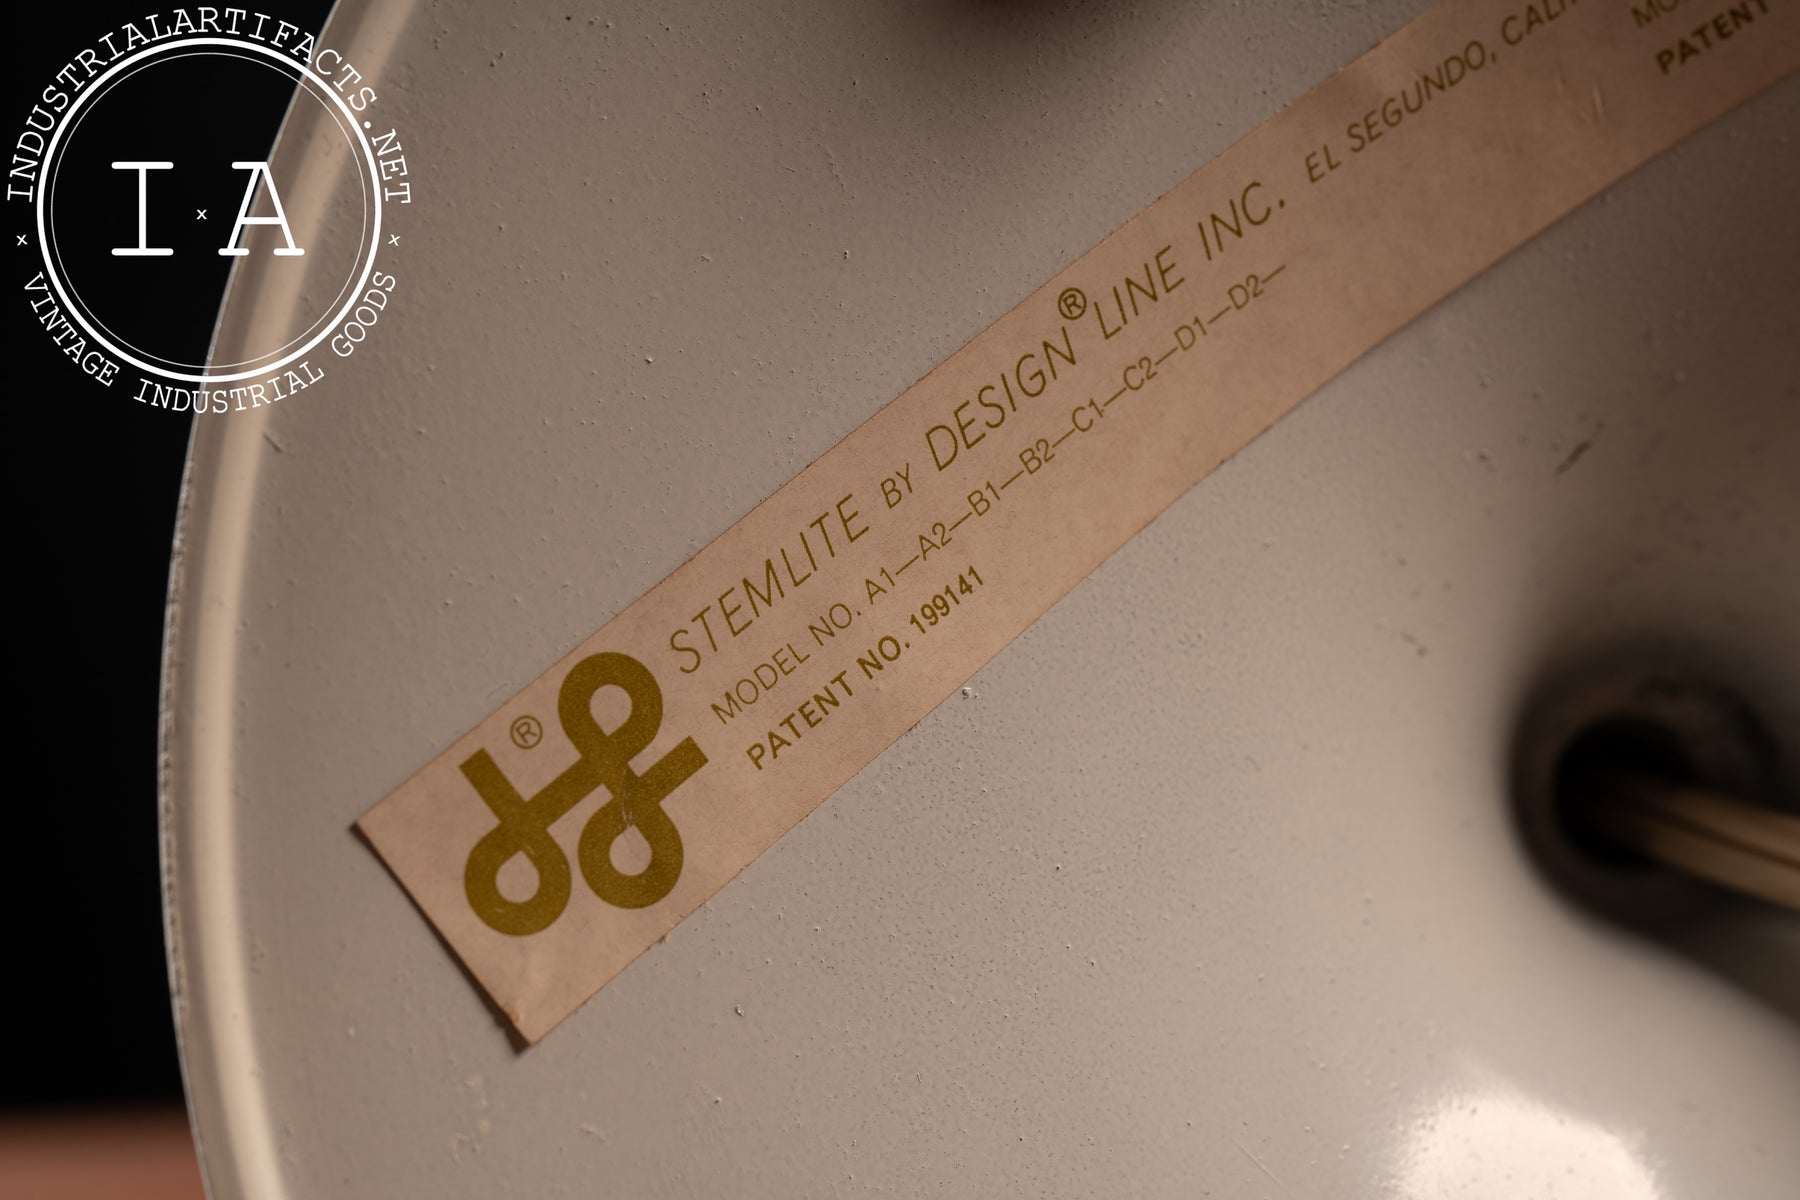 INDUSTRIALARTIFACTS.NET
I x A
x x
VINTAGE INDUSTRIAL GOODS
STEMLITE BY DESIGN® LINE INC. EL SEGUNDO,
MODEL NO. A1—A2—B1—B2—C1—C2—D1—D2—
PATENT NO. 199141
®
PATENT